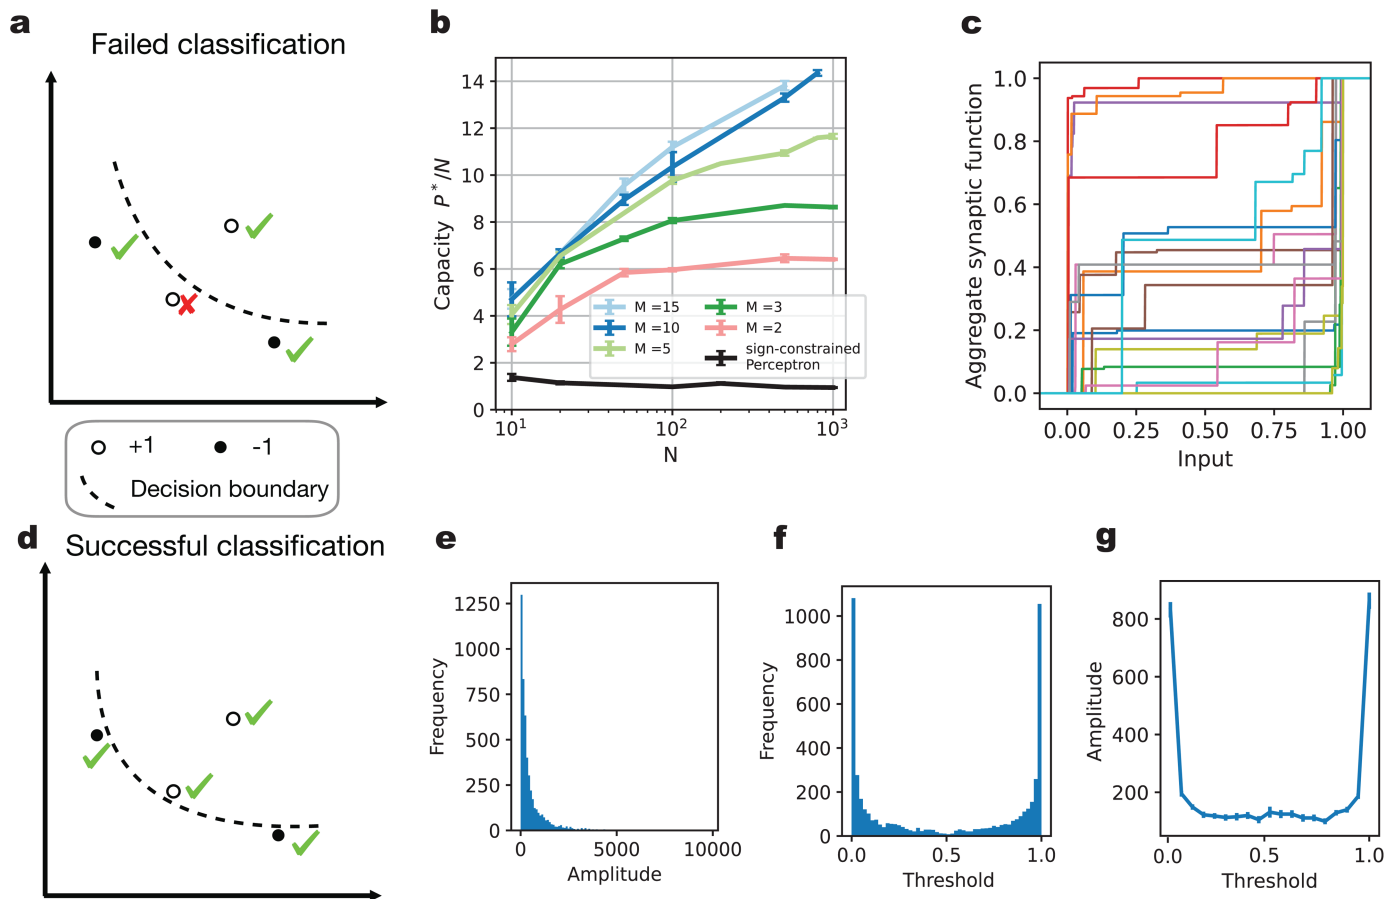 a
Failed classification
+1
-1
Decision boundary
b
14
12
10
8
6
4
2
0
Capacity P*/N
10¹
10²
10³
N
M =15
M =10
M =5
M =3
M =2
sign-constrained
Perceptron
c
1.0
0.8
0.6
0.4
0.2
0.0
Aggregate synaptic function
0.00
0.25
0.50
0.75
1.00
Input
d
Successful classification
e
1250
1000
750
500
250
0
Frequency
0
5000
10000
Amplitude
f
1000
800
600
400
200
0
Frequency
0.0
0.5
1.0
Threshold
g
800
600
400
200
Amplitude
0.0
0.5
1.0
Threshold